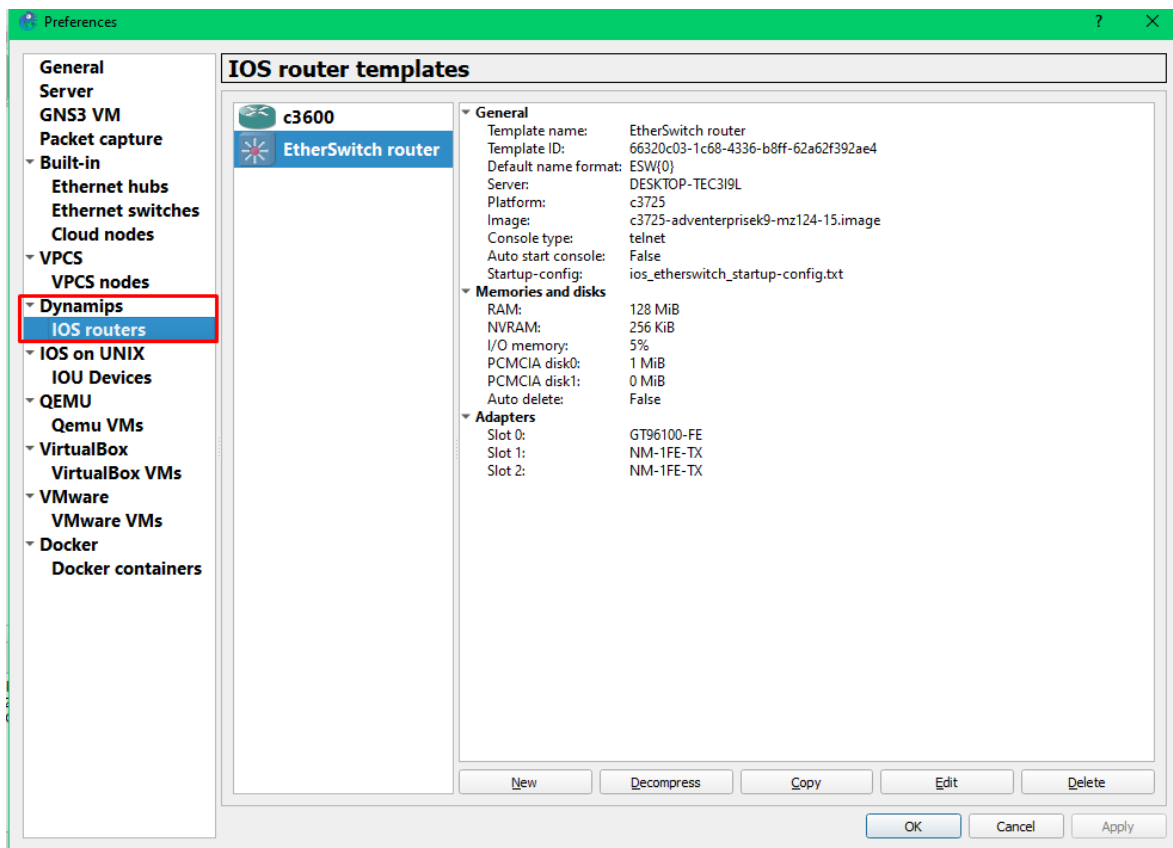 Preferences
?
General
Server
GNS3 VM
Packet capture
Built-in
Ethernet hubs
Ethernet switches
Cloud nodes
VPCS
VPCS nodes
Dynamips
IOS routers
IOS on UNIX
IOU Devices
QEMU
Qemu VMs
VirtualBox
VirtualBox VMs
VMware
VMware VMs
Docker
Docker containers
IOS router templates
c3600
EtherSwitch router
General
Template name: EtherSwitch router
Template ID: 66320c03-1c68-4336-b8ff-62a62f392ae4
Default name format: ESW{0}
Server: DESKTOP-TEC3I9L
Platform: c3725
Image: c3725-adventerprisek9-mz124-15.image
Console type: telnet
Auto start console: False
Startup-config: ios_etherswitch_startup-config.txt
Memories and disks
RAM: 128 MiB
NVRAM: 256 KiB
I/O memory: 5%
PCMCIA disk0: 1 MiB
PCMCIA disk1: 0 MiB
Auto delete: False
Adapters
Slot 0: GT96100-FE
Slot 1: NM-1FE-TX
Slot 2: NM-1FE-TX
New Decompress Copy Edit Delete
OK Cancel Apply